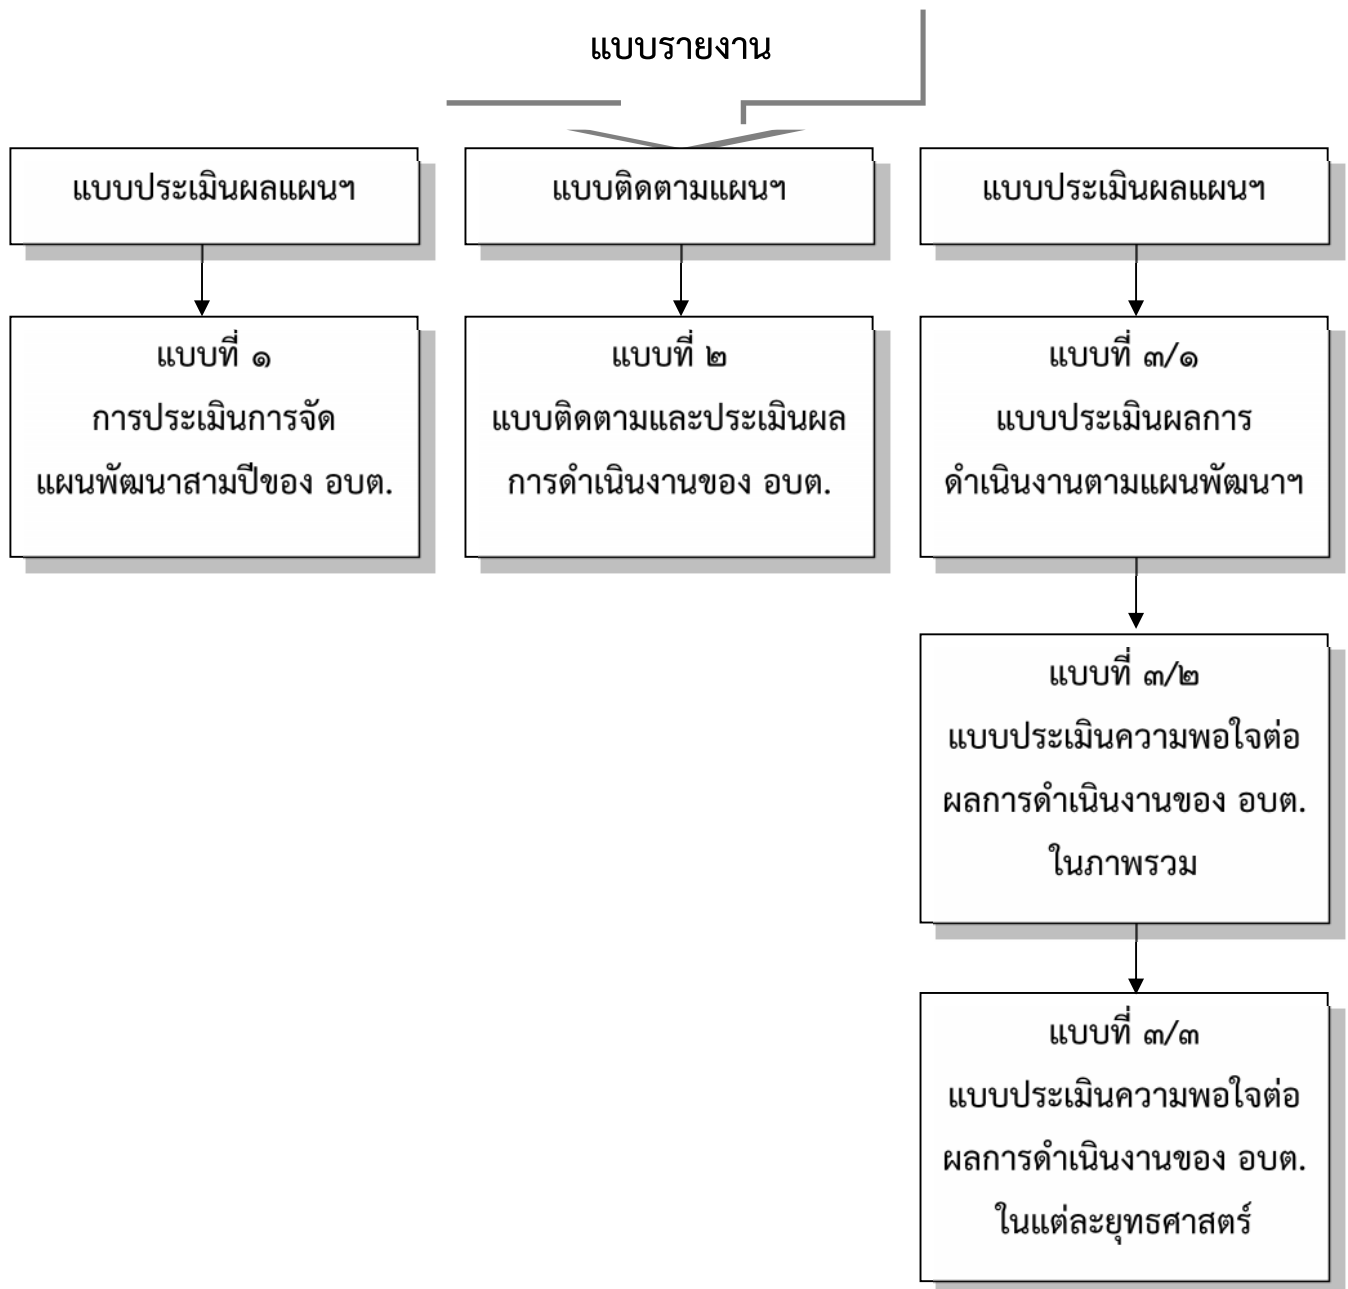 แบบรายงาน
แบบประเมินผลแผนฯ
แบบติดตามแผนฯ
แบบประเมินผลแผนฯ
แบบที่ ๑
การประเมินการจัด
แผนพัฒนาสามปีของ อบต.
แบบที่ ๒
แบบติดตามและประเมินผล
การดำเนินงานของ อบต.
แบบที่ ๓/๑
แบบประเมินผลการ
ดำเนินงานตามแผนพัฒนาฯ
แบบที่ ๓/๒
แบบประเมินความพอใจต่อ
ผลการดำเนินงานของ อบต.
ในภาพรวม
แบบที่ ๓/๓
แบบประเมินความพอใจต่อ
ผลการดำเนินงานของ อบต.
ในแต่ละยุทธศาสตร์